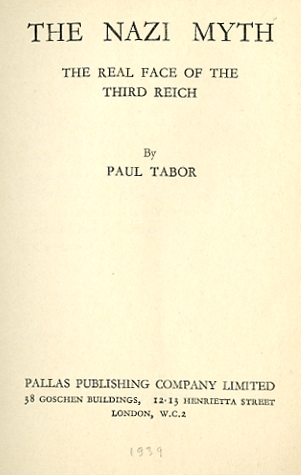 THE NAZI MYTH
THE REAL FACE OF THE
THIRD REICH
By
PAUL TABOR
PALLAS PUBLISHING COMPANY LIMITED
38 GOSCHEN BUILDINGS, 12-13 HENRIETTA STREET
LONDON, W.C.2
1939